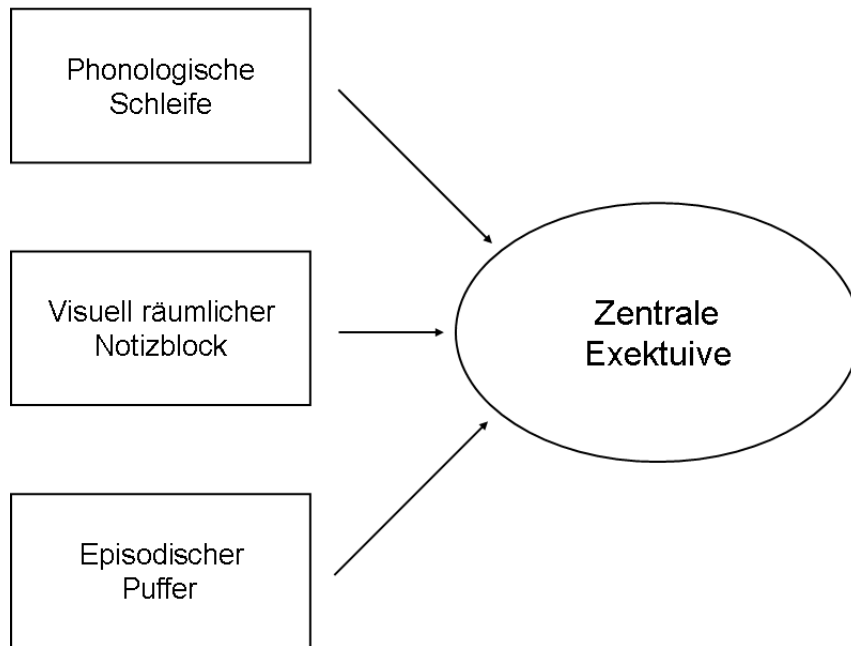 Phonologische
Schleife
Visuell räumlicher
Notizblock
Zentrale
Exektuive
Episodischer
Puffer